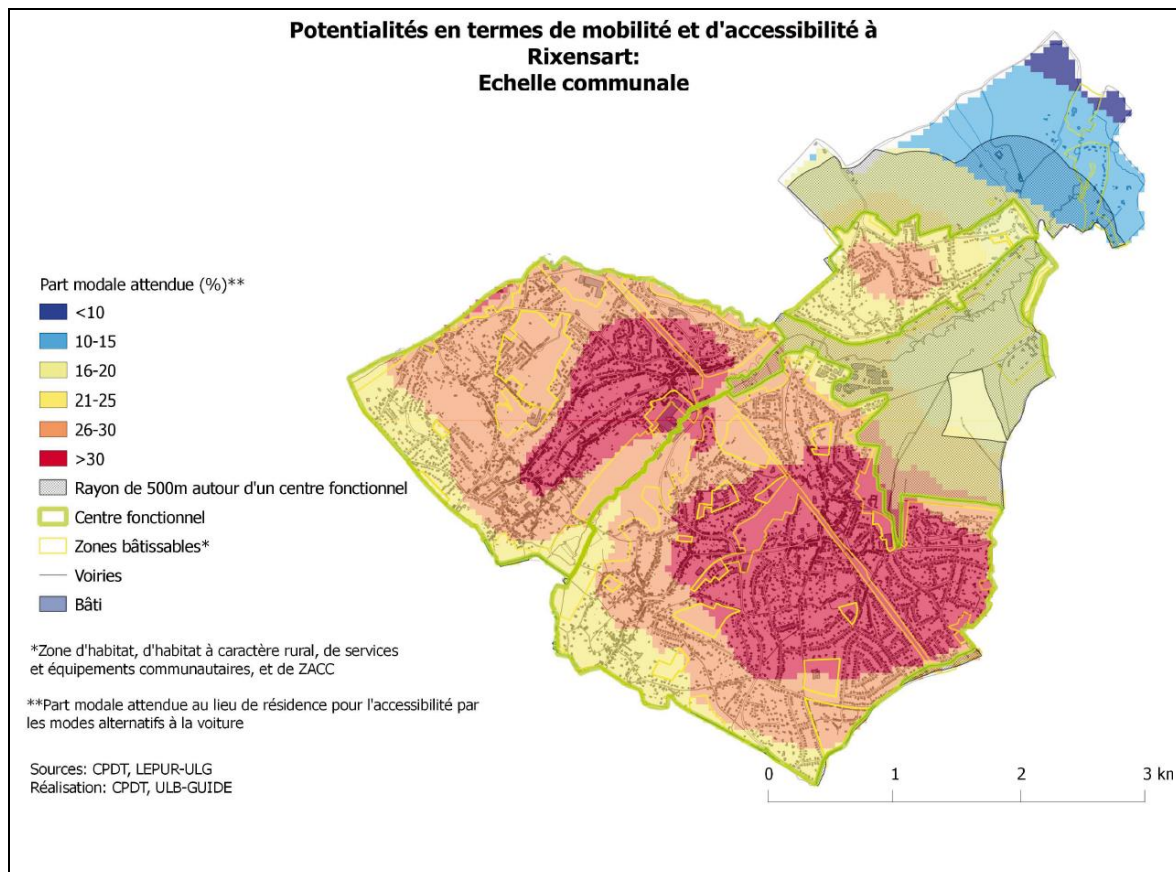 Potentialités en termes de mobilité et d'accessibilité à
Rixensart:
Echelle communale
Part modale attendue (%)**
<10
10-15
16-20
21-25
26-30
>30
Rayon de 500m autour d'un centre fonctionnel
Centre fonctionnel
Zones bâtissables*
Voiries
Bâti
*Zone d'habitat, d'habitat à caractère rural, de services
et équipements communautaires, et de ZACC
**Part modale attendue au lieu de résidence pour l'accessibilité par
les modes alternatifs à la voiture
Sources: CPDT, LEPUR-ULG
Réalisation: CPDT, ULB-GUIDE
0 1 2 3 kn